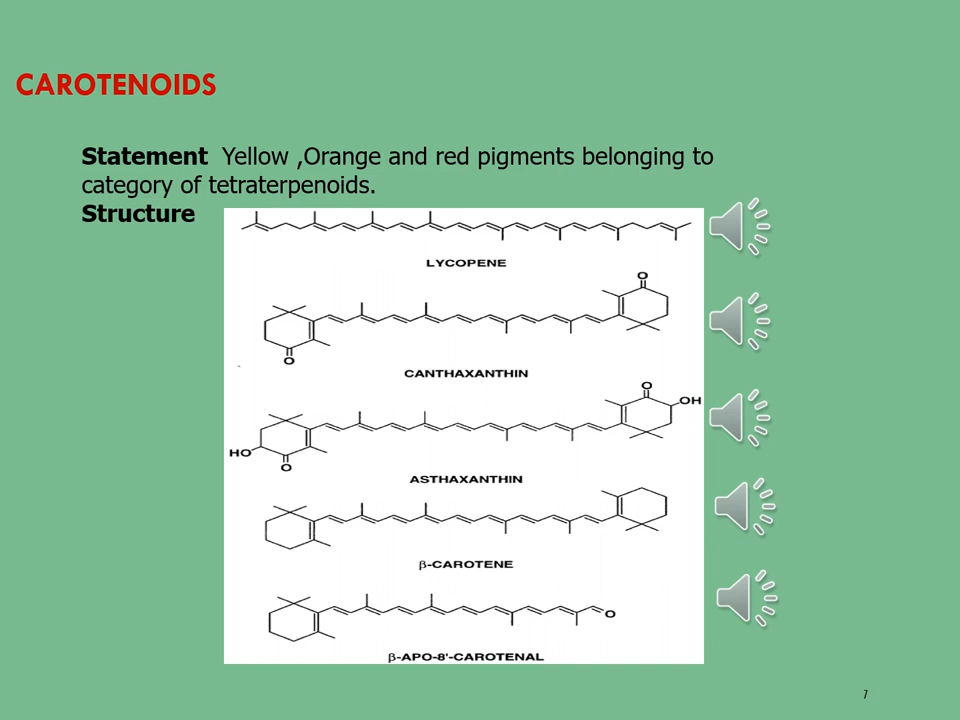 CAROTENOIDS
Statement Yellow ,Orange and red pigments belonging to
category of tetraterpenoids.
Structure
LYCOPENE
O
O
CANTHAXANTHIN
O
OH
HO
O
ASTHAXANTHIN
β-CAROTENE
O
β-APO-8'-CAROTENAL
7